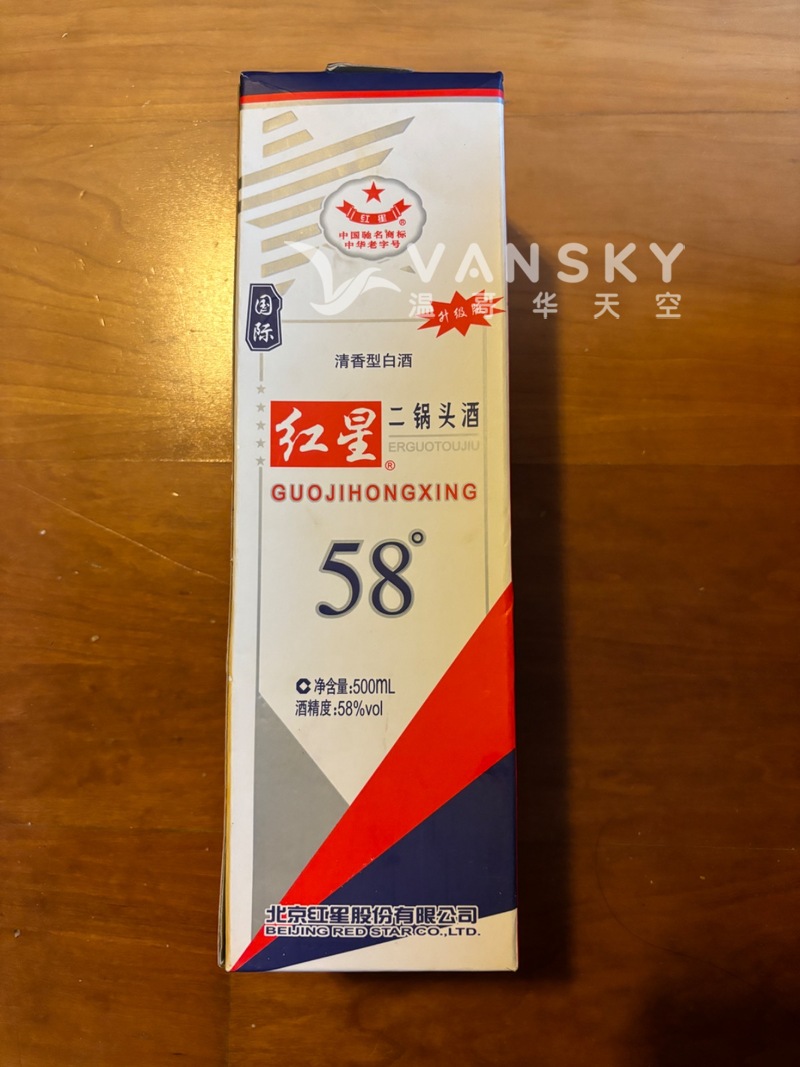 红星
®
中国驰名商标
中华老字号
VANSKY
温哥华天空
升级版
国际
清香型白酒
红星®
二锅头酒
ERGUOTOUJIU
GUOJIHONGXING
58°
净含量:500mL
酒精度:58%vol
北京红星股份有限公司
BEIJING RED STAR CO.,LTD.